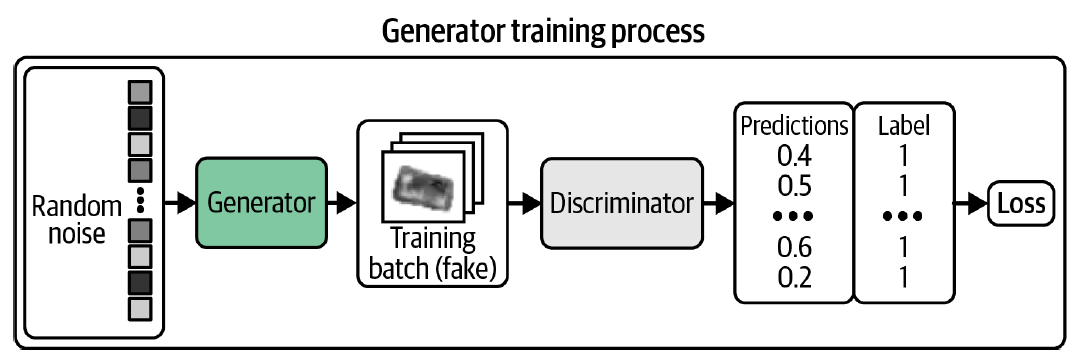 Generator training process
Random
noise
Generator
Training
batch (fake)
Discriminator
Predictions
0.4
0.5
•••
0.6
0.2
Label
1
1
•••
1
1
Loss